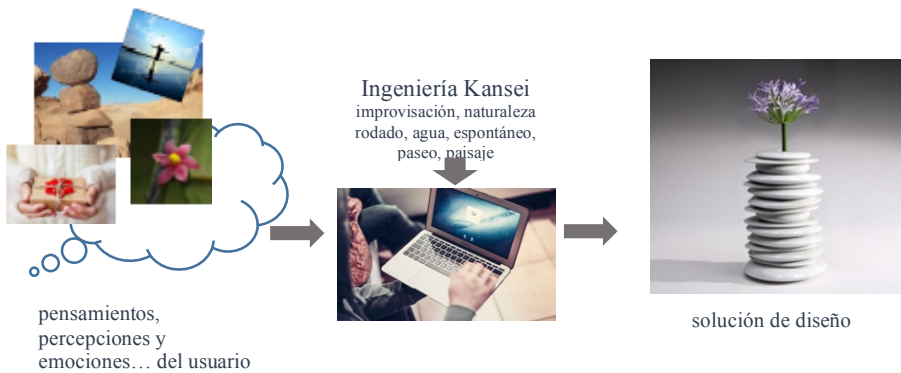 Ingeniería Kansei
improvisación, naturaleza
rodado, agua, espontáneo,
paseo, paisaje
pensamientos,
percepciones y
emociones… del usuario
solución de diseño